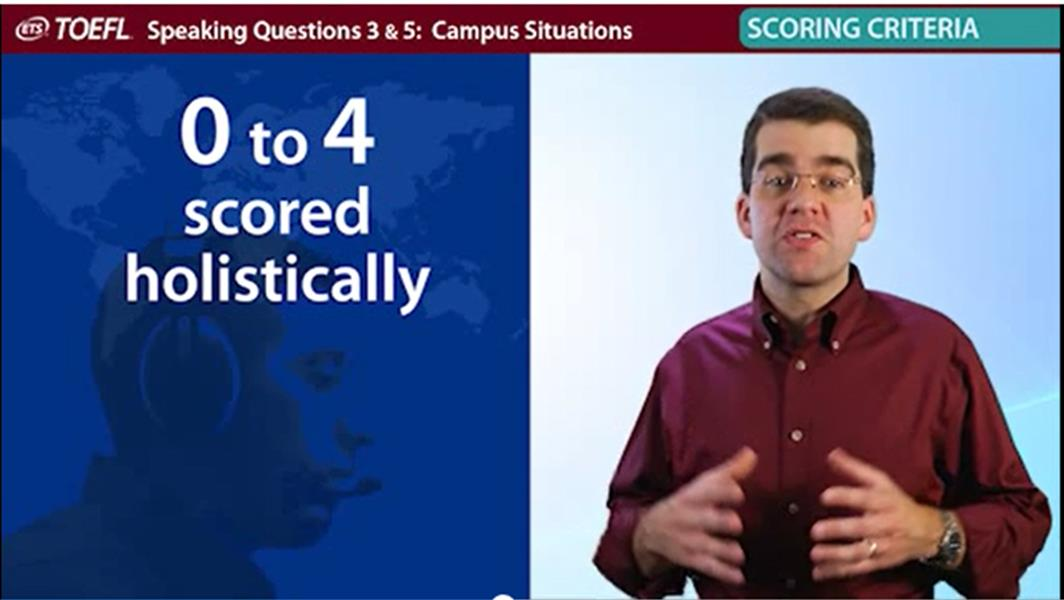 ETS TOEFL Speaking Questions 3 & 5: Campus Situations
SCORING CRITERIA
0 to 4
scored
holistically